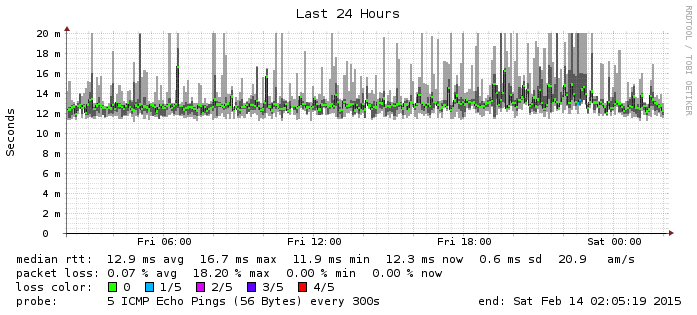 Last 24 Hours
RRDTOOL / TOBI OETIKER
Seconds
20 m
18 m
16 m
14 m
12 m
10 m
8 m
6 m
4 m
2 m
0
Fri 06:00 Fri 12:00 Fri 18:00 Sat 00:00
median rtt: 12.9 ms avg 16.7 ms max 11.9 ms min 12.3 ms now 0.6 ms sd 20.9 am/s
packet loss: 0.07 % avg 18.20 % max 0.00 % min 0.00 % now
loss color: 0 1/5 2/5 3/5 4/5
probe: 5 ICMP Echo Pings (56 Bytes) every 300s end: Sat Feb 14 02:05:19 2015